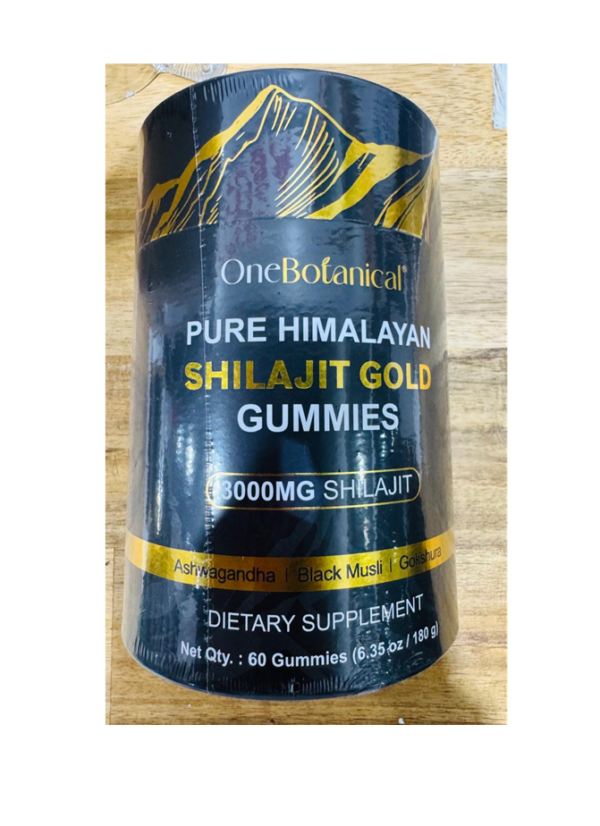 OneBotanical®
PURE HIMALAYAN
SHILAJIT GOLD
GUMMIES
3000MG SHILAJIT
Ashwagandha | Black Musli | Gokshura
DIETARY SUPPLEMENT
Net Qty. : 60 Gummies (6.35 oz / 180 g)